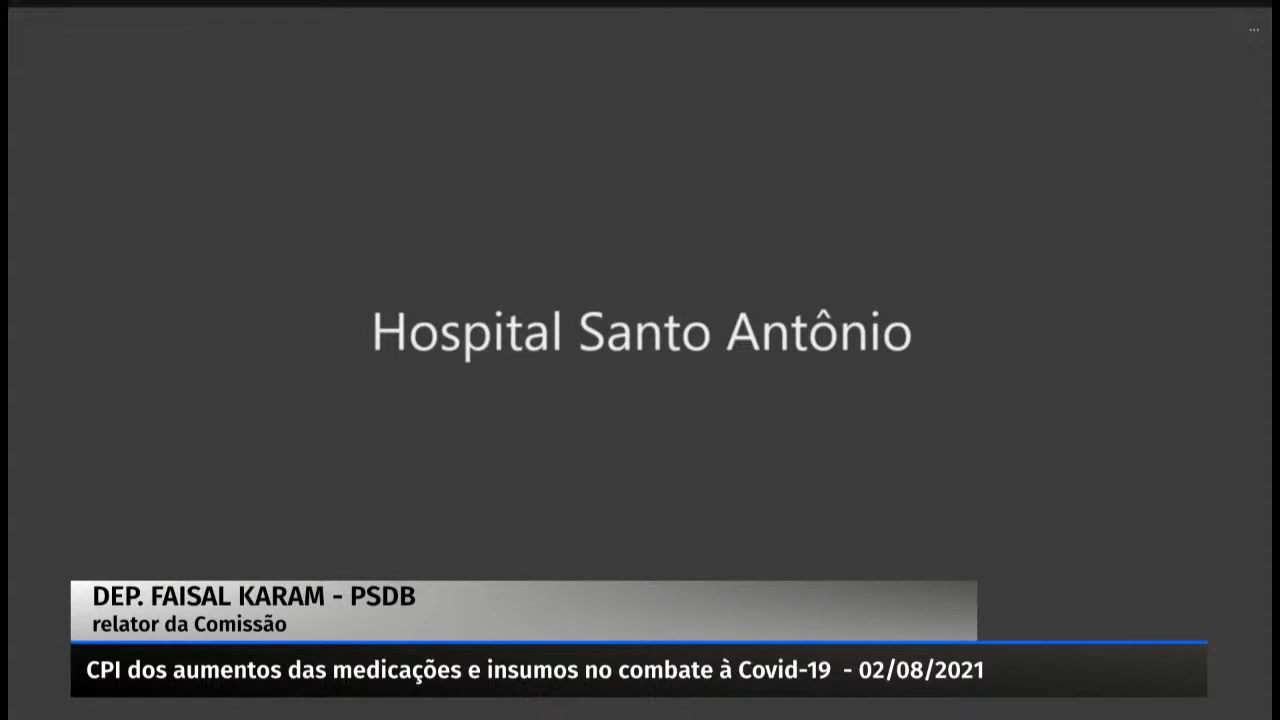 Hospital Santo Antônio
DEP. FAISAL KARAM - PSDB
relator da Comissão
CPI dos aumentos das medicações e insumos no combate à Covid-19 - 02/08/2021